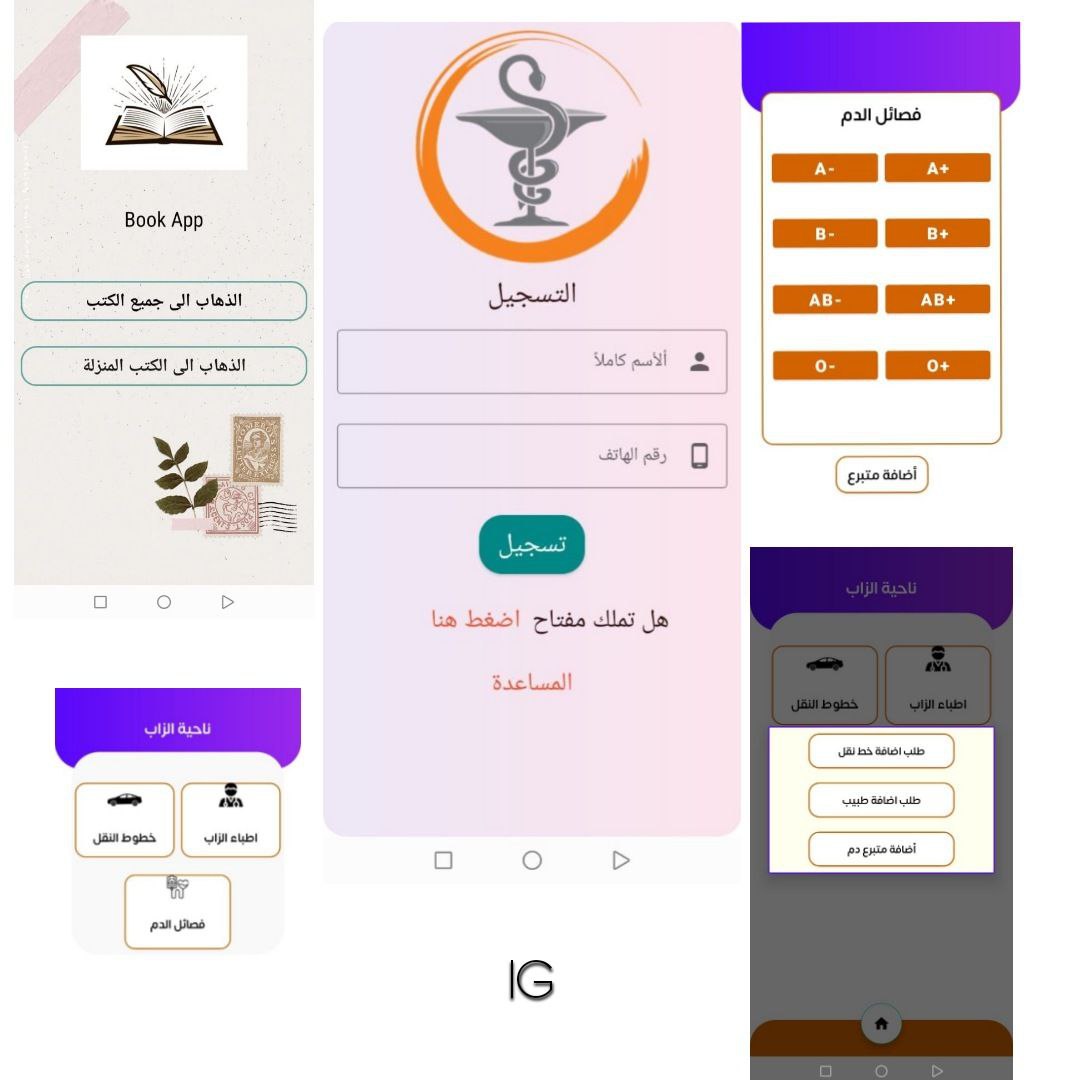 Book App
الذهاب الى جميع الكتب
الذهاب الى الكتب المنزلة
التسجيل
ألأسم كاملاً
رقم الهاتف
تسجيل
هل تملك مفتاح اضغط هنا
المساعدة
فصائل الدم
A- A+
B- B+
AB- AB+
O- O+
أضافة متبرع
ناحية الزاب
اطباء الزاب خطوط النقل
فصائل الدم
ناحية الزاب
اطباء الزاب خطوط النقل
طلب اضافة خط نقل
طلب اضافة طبيب
أضافة متبرع دم
IG